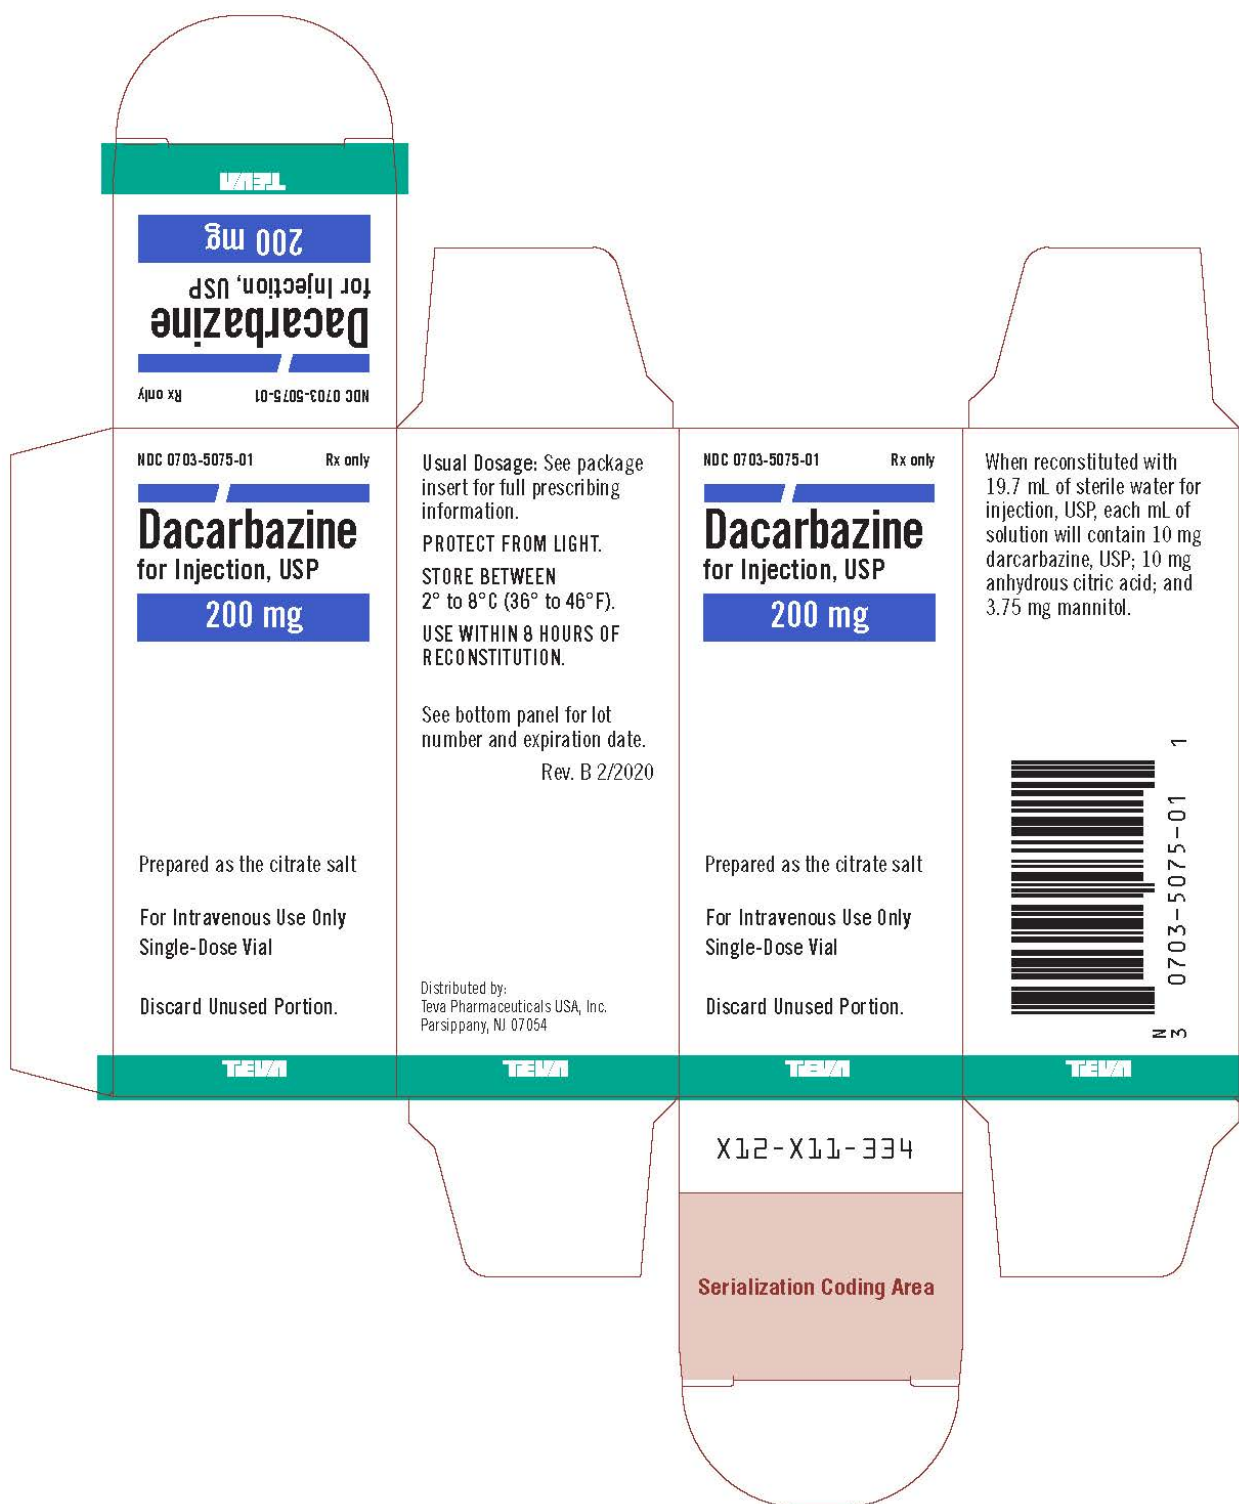 TEVA
200 mg
for Injection, USP
Dacarbazine
NDC 0703-5075-01 Rx only
NDC 0703-5075-01 Rx only
Dacarbazine
for Injection, USP
200 mg
Prepared as the citrate salt
For Intravenous Use Only
Single-Dose Vial
Discard Unused Portion.
TEVA
Usual Dosage: See package
insert for full prescribing
information.
PROTECT FROM LIGHT.
STORE BETWEEN
2° to 8°C (36° to 46°F).
USE WITHIN 8 HOURS OF
RECONSTITUTION.
See bottom panel for lot
number and expiration date.
Rev. B 2/2020
Distributed by:
Teva Pharmaceuticals USA, Inc.
Parsippany, NJ 07054
TEVA
NDC 0703-5075-01 Rx only
Dacarbazine
for Injection, USP
200 mg
Prepared as the citrate salt
For Intravenous Use Only
Single-Dose Vial
Discard Unused Portion.
TEVA
X12-X11-334
Serialization Coding Area
When reconstituted with
19.7 mL of sterile water for
injection, USP, each mL of
solution will contain 10 mg
darcarbazine, USP; 10 mg
anhydrous citric acid; and
3.75 mg mannitol.
N
3 0703-5075-01 1
TEVA